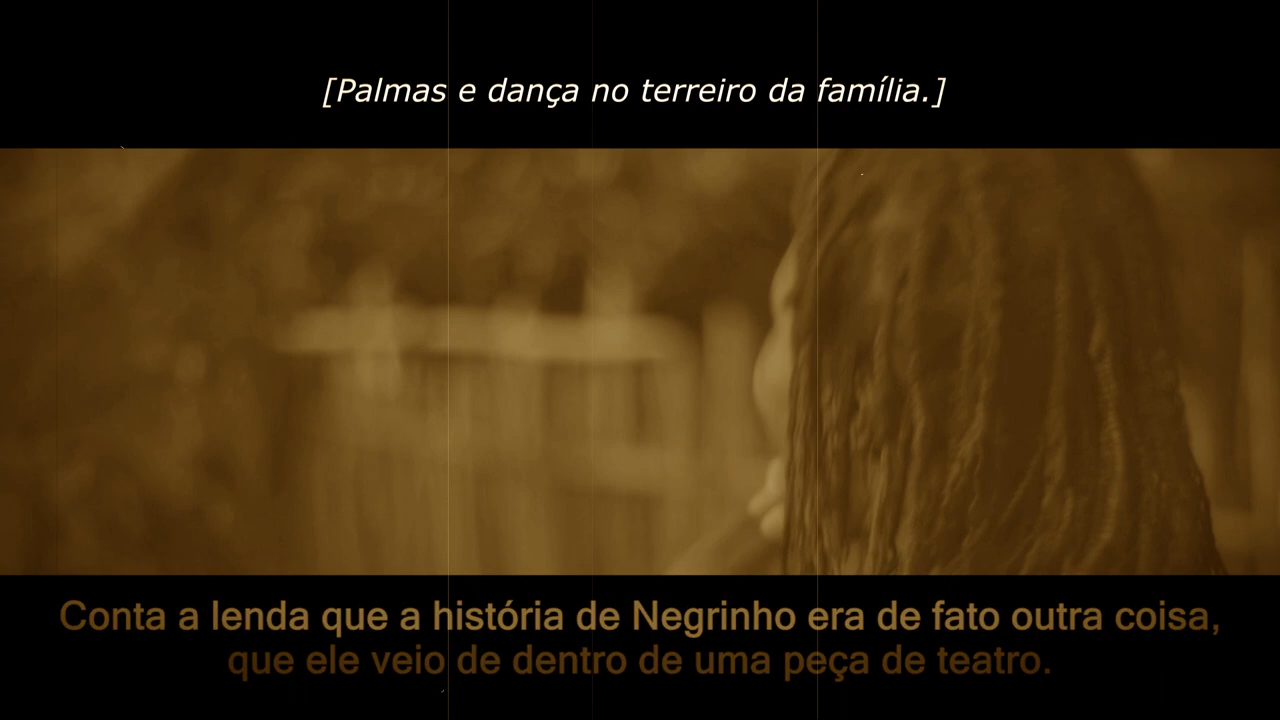 [Palmas e dança no terreiro da família.]
Conta a lenda que a história de Negrinho era de fato outra coisa,
que ele veio de dentro de uma peça de teatro.